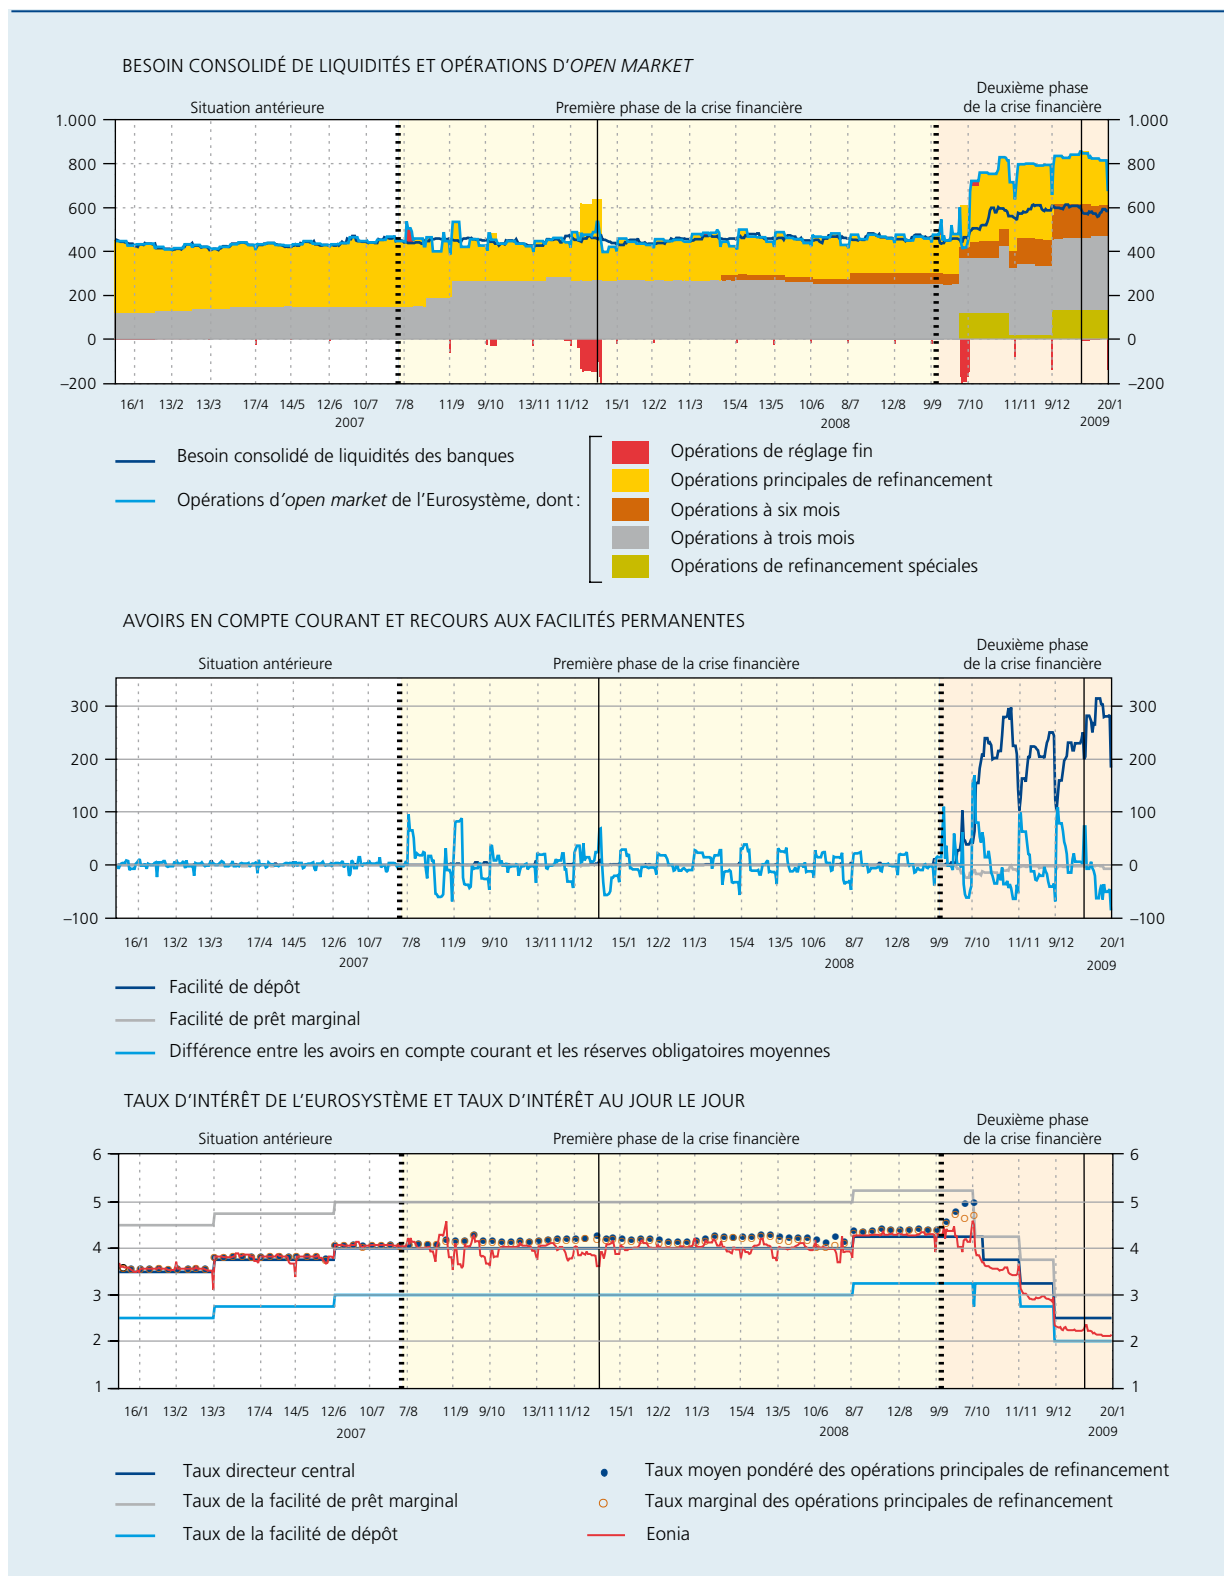 BESOIN CONSOLIDÉ DE LIQUIDITÉS ET OPÉRATIONS D'OPEN MARKET
Situation antérieure
Première phase de la crise financière
Deuxième phase
de la crise financière
1.000 1.000
800 800
600 600
400 400
200 200
0 0
–200 –200
16/1 13/2 13/3 17/4 14/5 12/6 10/7 7/8 11/9 9/10 13/11 11/12 15/1 12/2 11/3 15/4 13/5 10/6 8/7 12/8 9/9 7/10 11/11 9/12 20/1
2007 2008 2009
Besoin consolidé de liquidités des banques
Opérations d'open market de l'Eurosystème, dont :
Opérations de réglage fin
Opérations principales de refinancement
Opérations à six mois
Opérations à trois mois
Opérations de refinancement spéciales
AVOIRS EN COMPTE COURANT ET RECOURS AUX FACILITÉS PERMANENTES
Situation antérieure
Première phase de la crise financière
Deuxième phase
de la crise financière
300 300
200 200
100 100
0 0
–100 –100
16/1 13/2 13/3 17/4 14/5 12/6 10/7 7/8 11/9 9/10 13/11 11/12 15/1 12/2 11/3 15/4 13/5 10/6 8/7 12/8 9/9 7/10 11/11 9/12 20/1
2007 2008 2009
Facilité de dépôt
Facilité de prêt marginal
Différence entre les avoirs en compte courant et les réserves obligatoires moyennes
TAUX D'INTÉRÊT DE L'EUROSYSTÈME ET TAUX D'INTÉRÊT AU JOUR LE JOUR
Situation antérieure
Première phase de la crise financière
Deuxième phase
de la crise financière
6 6
5 5
4 4
3 3
2 2
1 1
16/1 13/2 13/3 17/4 14/5 12/6 10/7 7/8 11/9 9/10 13/11 11/12 15/1 12/2 11/3 15/4 13/5 10/6 8/7 12/8 9/9 7/10 11/11 9/12 20/1
2007 2008 2009
Taux directeur central
Taux de la facilité de prêt marginal
Taux de la facilité de dépôt
Taux moyen pondéré des opérations principales de refinancement
Taux marginal des opérations principales de refinancement
Eonia